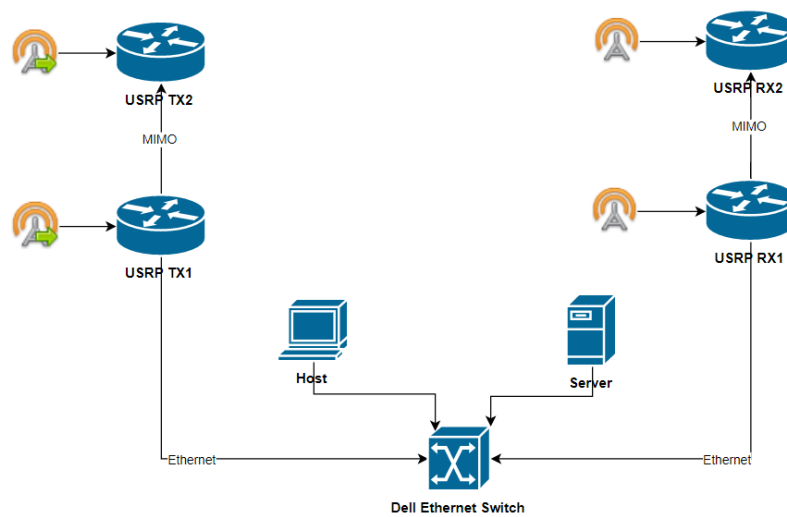 USRP TX2
USRP RX2
MIMO
MIMO
USRP TX1
USRP RX1
Host
Server
Ethernet
Ethernet
Dell Ethernet Switch